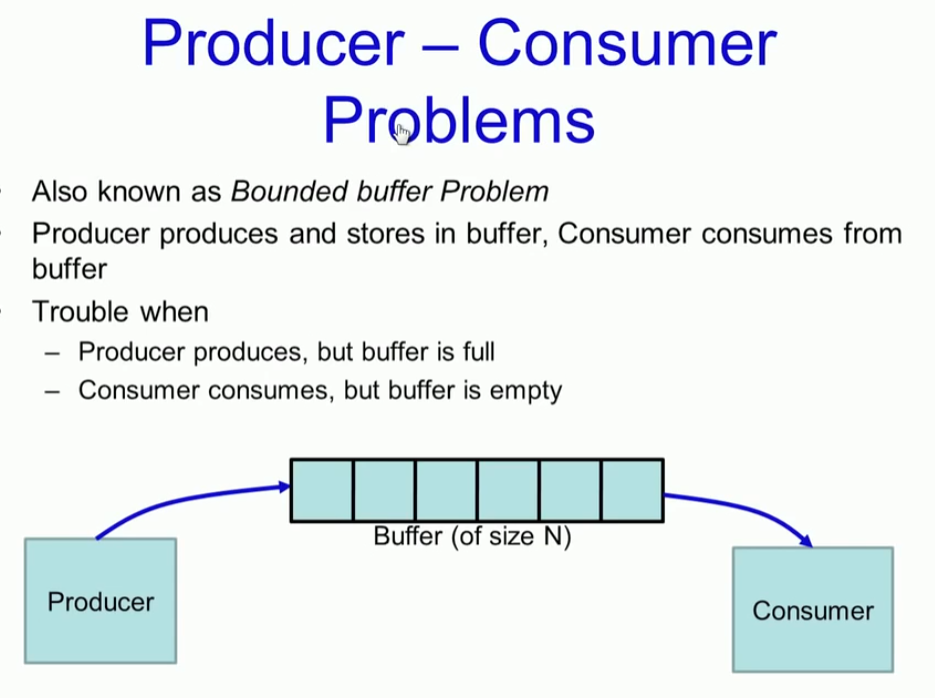 Producer – Consumer
Problems
• Also known as Bounded buffer Problem
• Producer produces and stores in buffer, Consumer consumes from
buffer
• Trouble when
– Producer produces, but buffer is full
– Consumer consumes, but buffer is empty
Buffer (of size N)
Producer
Consumer